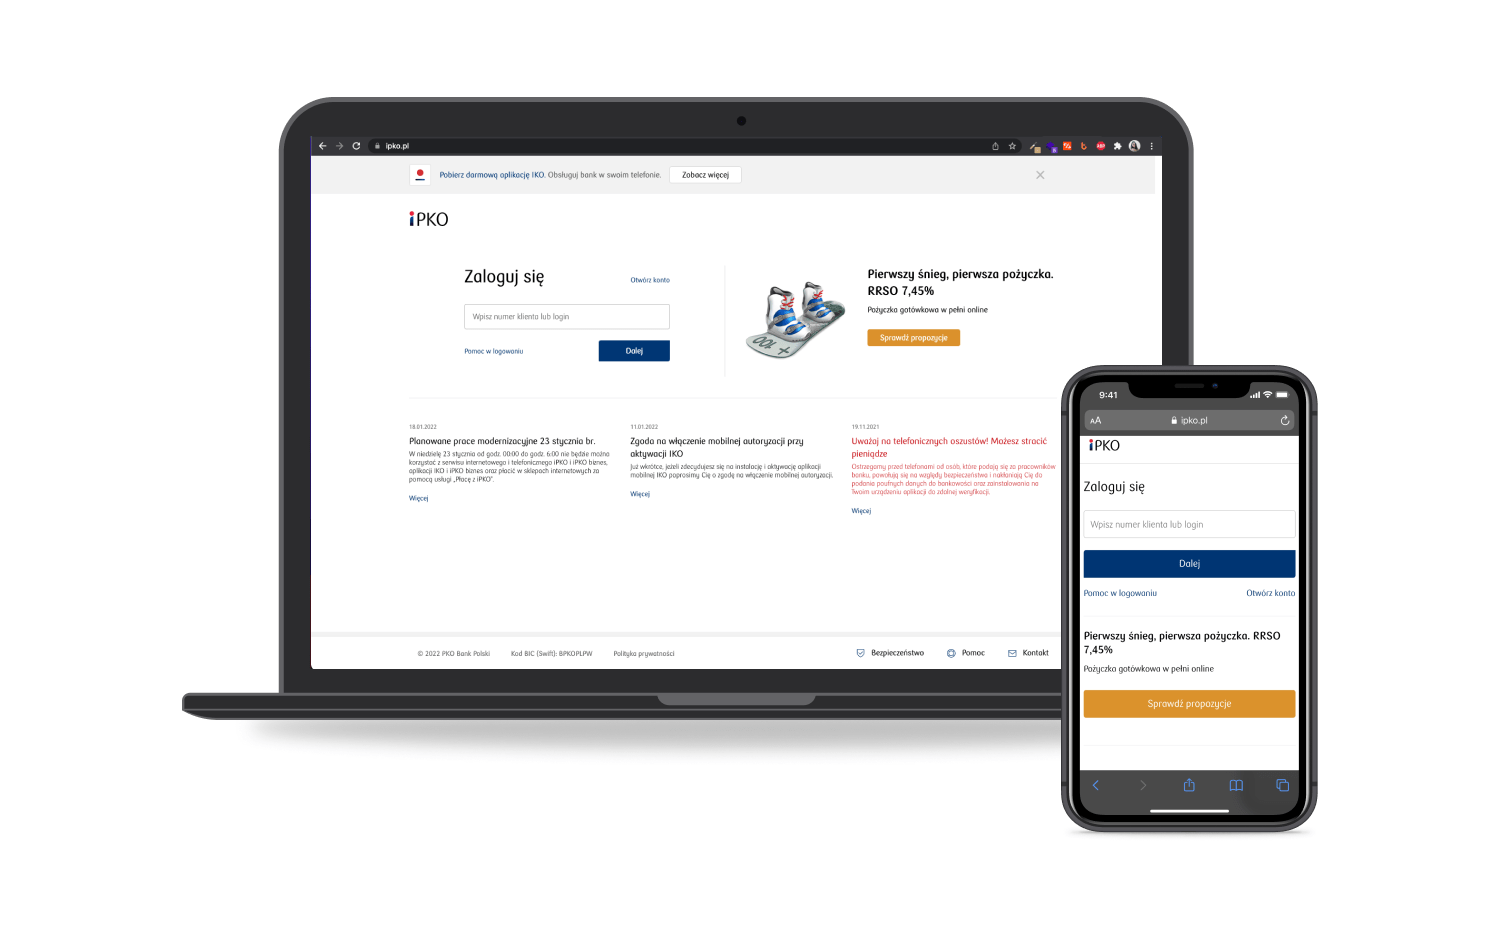 ipko.pl
Pobierz darmową aplikację IKO. Obsługuj bank w swoim telefonie.
Zobacz więcej
iPKO
Zaloguj się
Otwórz konto
Wpisz numer klienta lub login
Pomoc w logowaniu
Dalej
100 +
Pierwszy śnieg, pierwsza pożyczka.
RRSO 7,45%
Pożyczka gotówkowa w pełni online
Sprawdź propozycje
18.01.2022
Planowane prace modernizacyjne 23 stycznia br.
W niedzielę 23 stycznia od godz. 00:00 do godz. 6:00 nie będzie można
korzystać z serwisu internetowego i telefonicznego iPKO i iPKO biznes,
aplikacji IKO i iPKO biznes oraz płacić w sklepach internetowych za
pomocą usługi „Płacę z iPKO”.
Więcej
11.01.2022
Zgoda na włączenie mobilnej autoryzacji przy
aktywacji IKO
Już wkrótce, jeżeli zdecydujesz się na instalację i aktywację aplikacji
mobilnej IKO poprosimy Cię o zgodę na włączenie mobilnej autoryzacji.
Więcej
19.11.2021
Uważaj na telefonicznych oszustów! Możesz stracić
pieniądze
Ostrzegamy przed telefonami od osób, które podają się za pracowników
banku, powołują się na względy bezpieczeństwa i nakłaniają Cię do
podania poufnych danych do bankowości oraz zainstalowania na
Twoim urządzeniu aplikacji do zdalnej weryfikacji.
Więcej
© 2022 PKO Bank Polski
Kod BIC (Swift): BPKOPLPW
Polityka prywatności
Bezpieczeństwo
Pomoc
Kontakt
9:41
AA
ipko.pl
iPKO
Zaloguj się
Wpisz numer klienta lub login
Dalej
Pomoc w logowaniu
Otwórz konto
Pierwszy śnieg, pierwsza pożyczka. RRSO
7,45%
Pożyczka gotówkowa w pełni online
Sprawdź propozycje